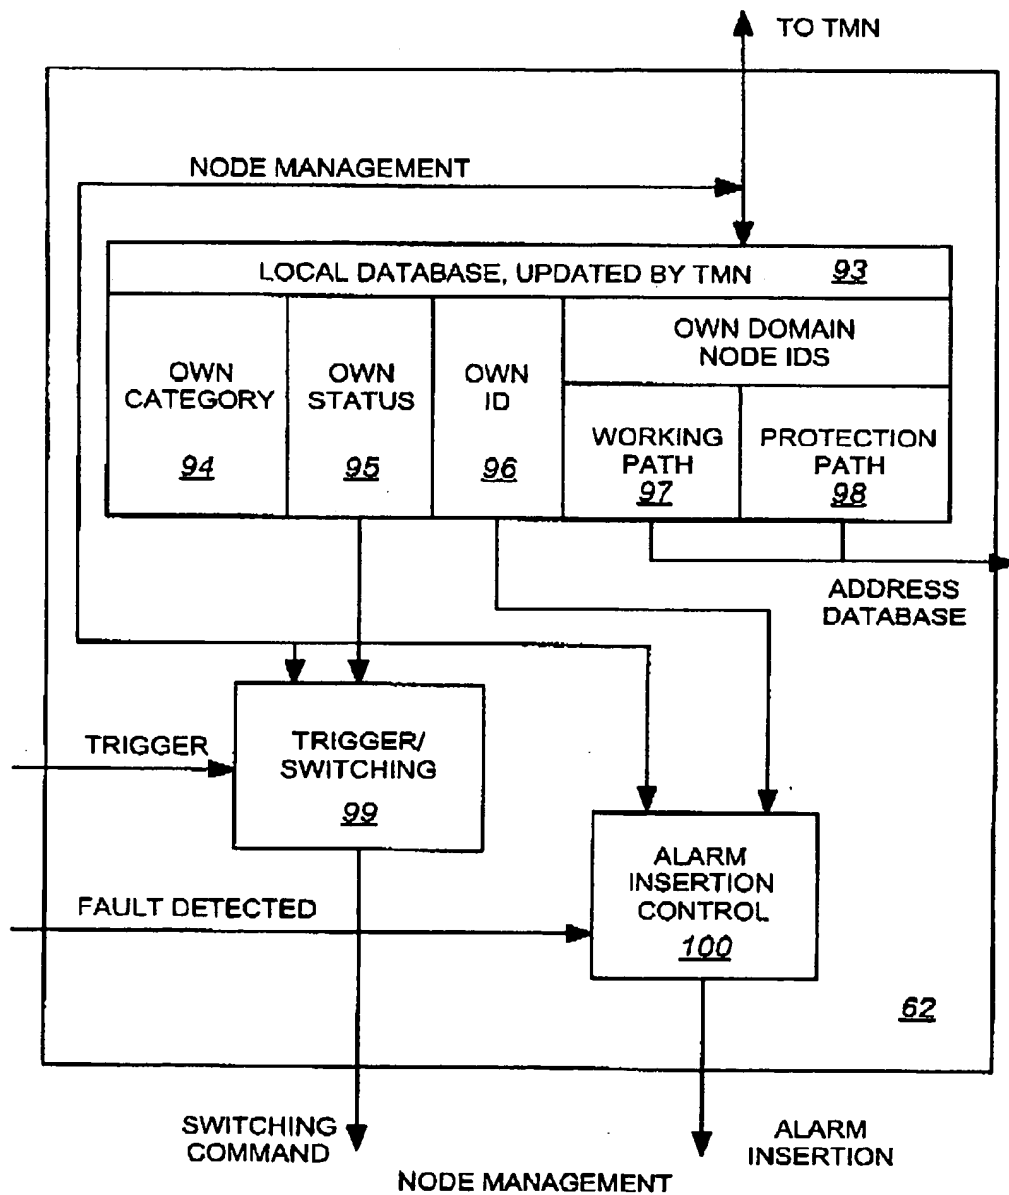 TO TMN
NODE MANAGEMENT
LOCAL DATABASE, UPDATED BY TMN 93
OWN DOMAIN
NODE IDS
OWN
CATEGORY
94
OWN
STATUS
95
OWN
ID
96
WORKING
PATH
97
PROTECTION
PATH
98
ADDRESS
DATABASE
TRIGGER
TRIGGER/
SWITCHING
99
FAULT DETECTED
ALARM
INSERTION
CONTROL
100
62
SWITCHING
COMMAND
ALARM
INSERTION
NODE MANAGEMENT